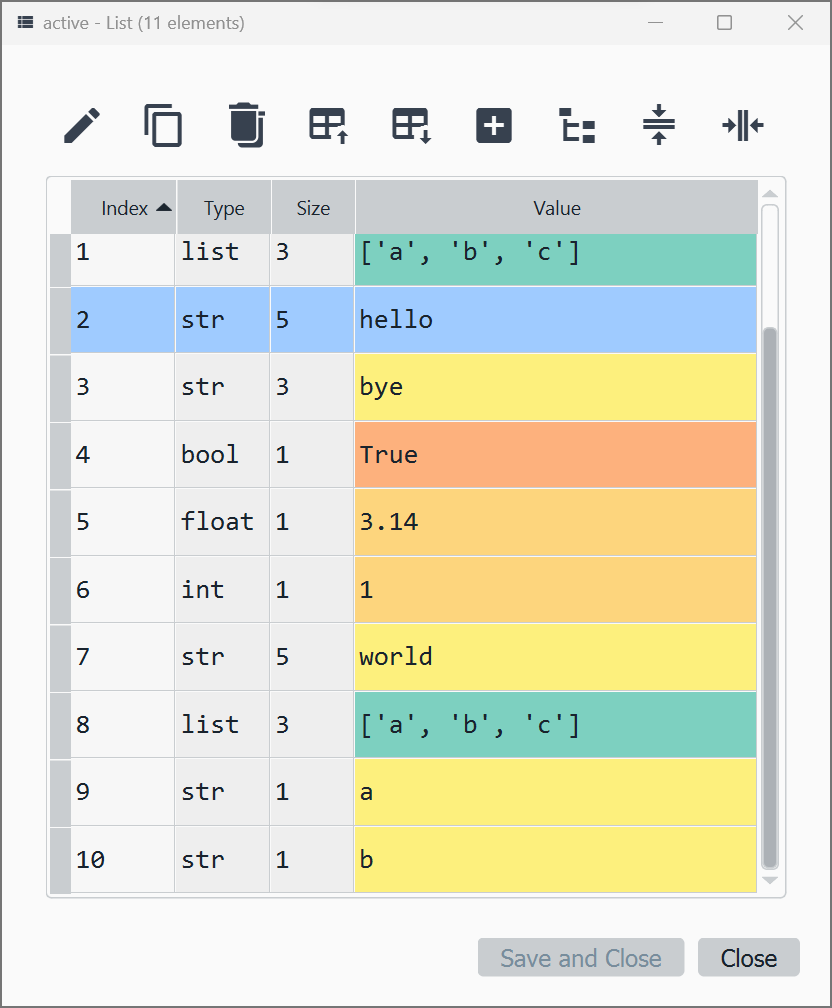 active - List (11 elements)
Index Type Size Value
1 list 3 ['a', 'b', 'c']
2 str 5 hello
3 str 3 bye
4 bool 1 True
5 float 1 3.14
6 int 1 1
7 str 5 world
8 list 3 ['a', 'b', 'c']
9 str 1 a
10 str 1 b
Save and Close Close